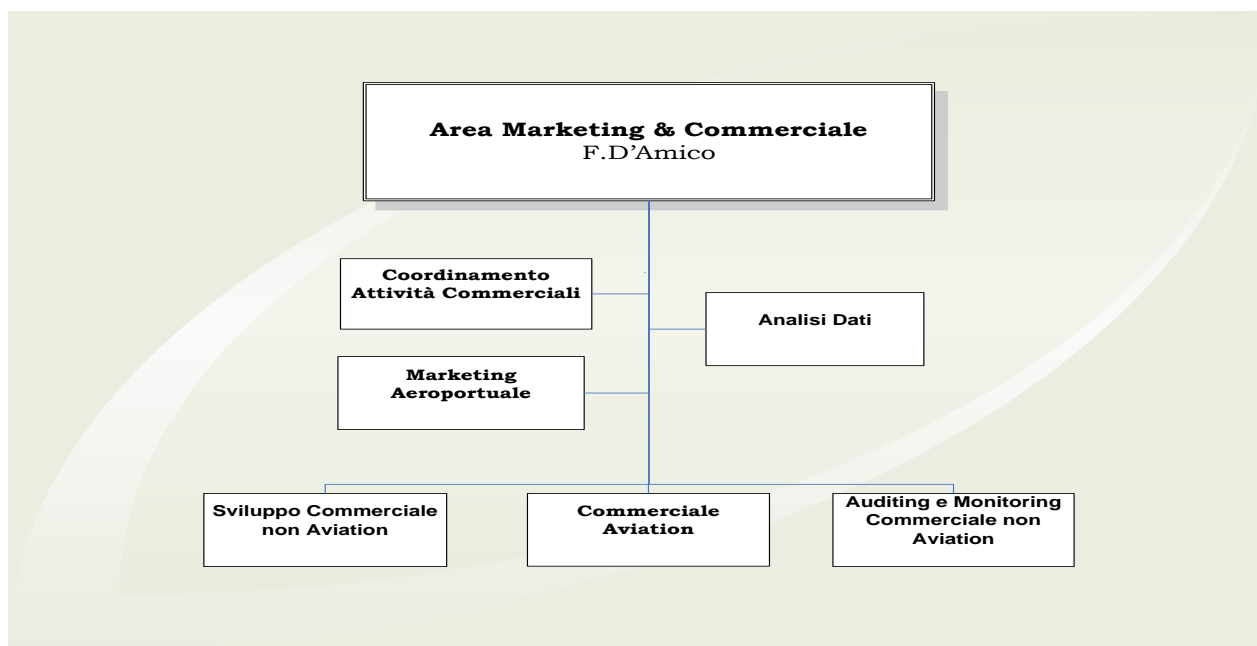 Area Marketing & Commerciale
F.D'Amico
Coordinamento
Attività Commerciali
Analisi Dati
Marketing
Aeroportuale
Sviluppo Commerciale
non Aviation
Commerciale
Aviation
Auditing e Monitoring
Commerciale non
Aviation